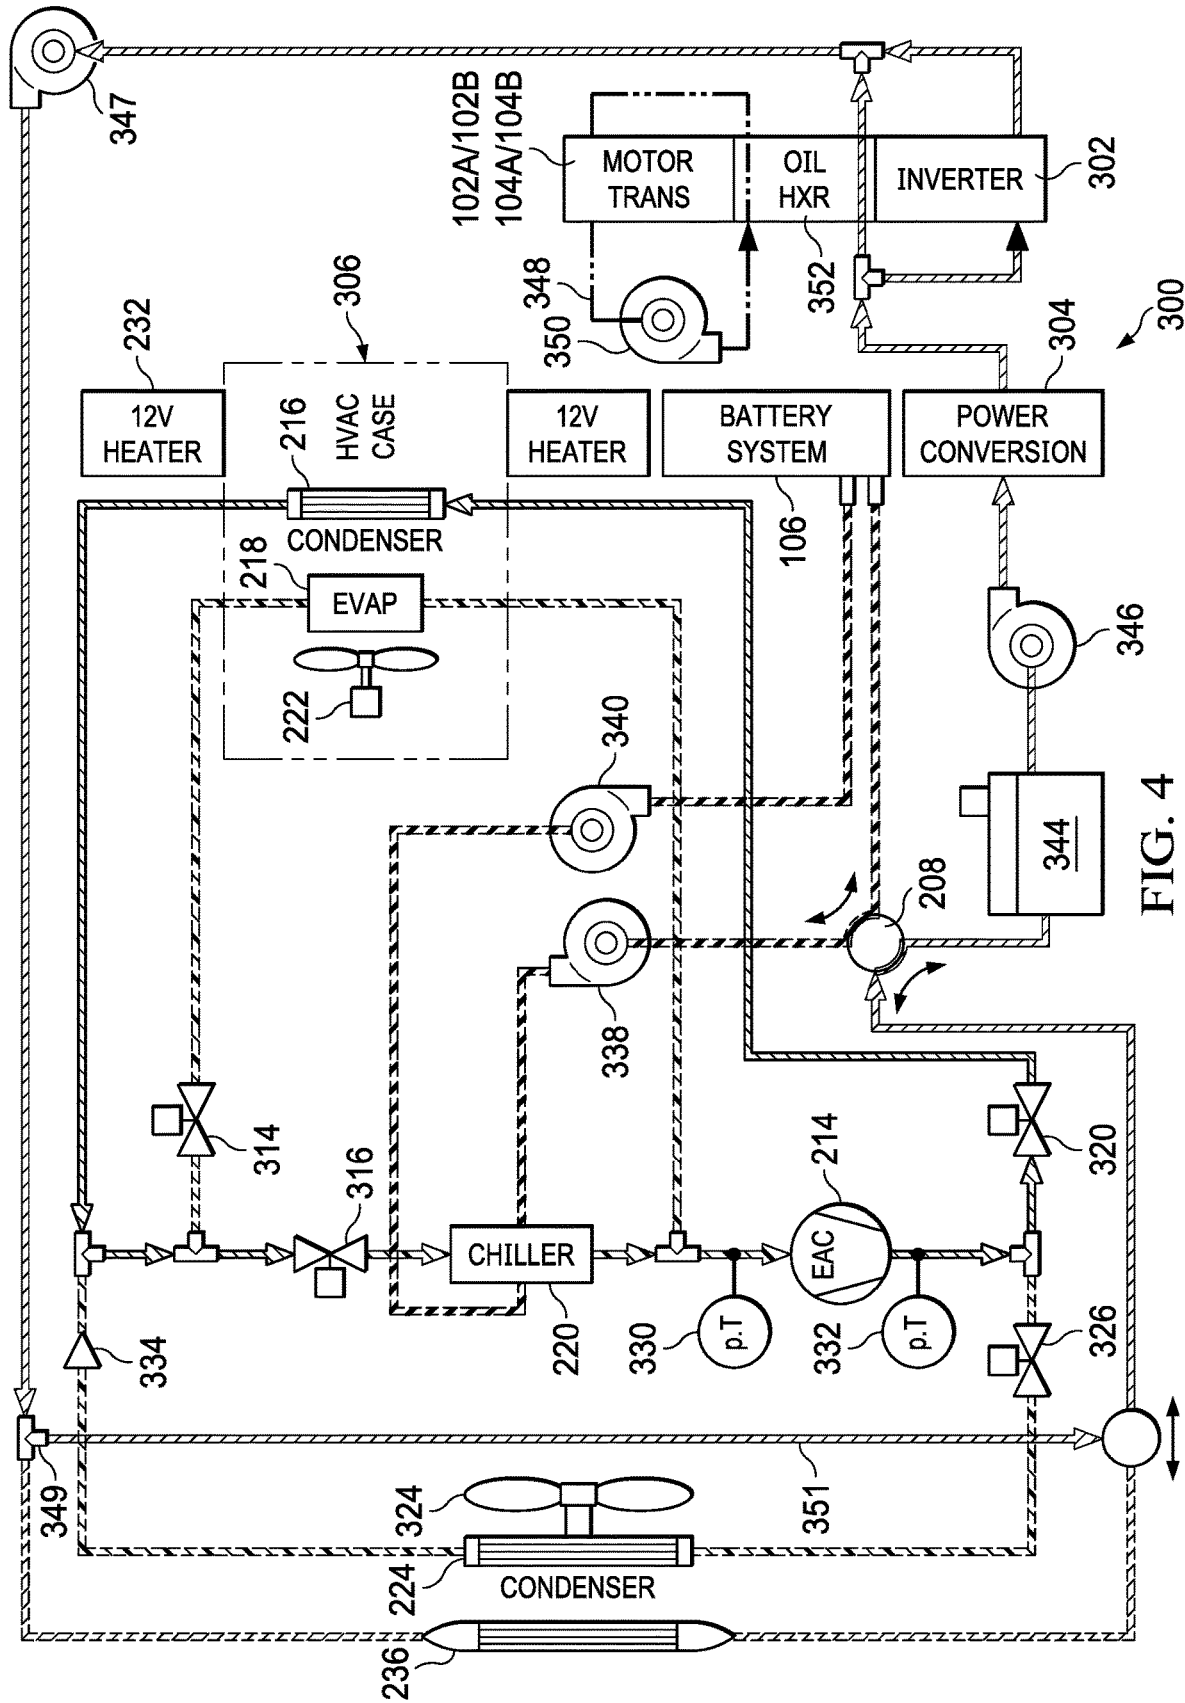 347
102A/102B
104A/104B
MOTOR
TRANS
OIL
HXR
INVERTER
302
352
348
350
300
306
232
12V
HEATER
HVAC
CASE
216
CONDENSER
12V
HEATER
BATTERY
SYSTEM
106
POWER
CONVERSION
304
218
EVAP
222
340
338
346
344
208
314
316
CHILLER
220
EAC
214
p.T
330
p.T
332
320
326
334
349
351
324
224
CONDENSER
236
FIG. 4